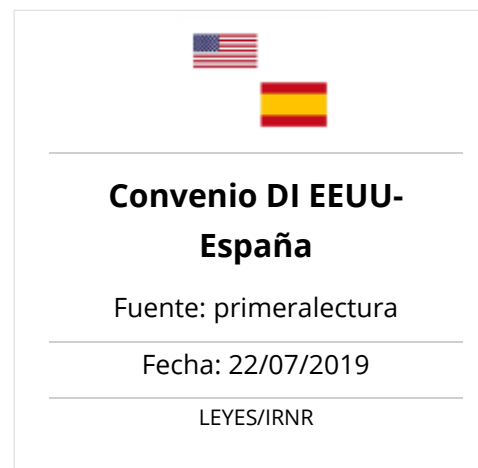 Convenio DI EEUU-
España
Fuente: primeralectura
Fecha: 22/07/2019
LEYES/IRNR